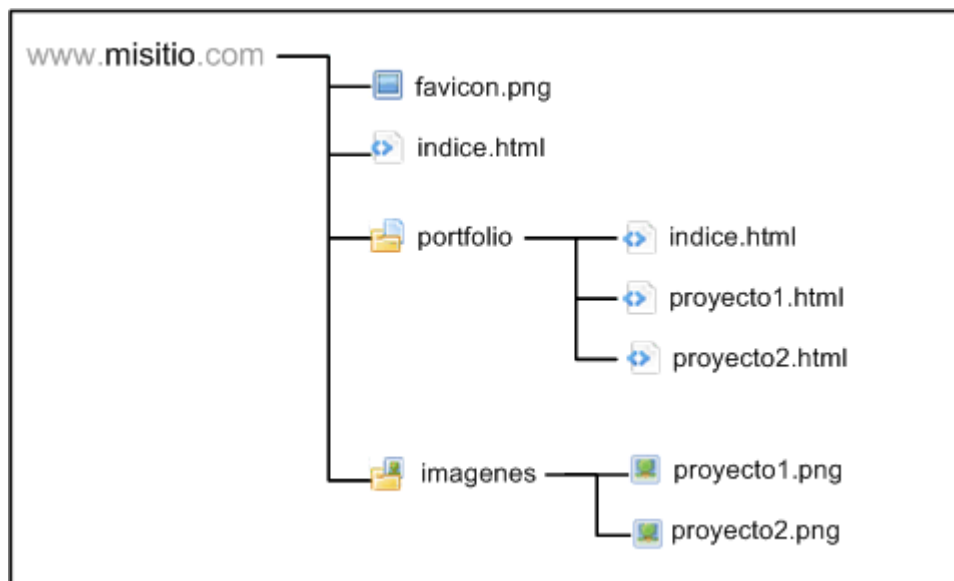 www.misitio.com
favicon.png
indice.html
portfolio
indice.html
proyecto1.html
proyecto2.html
imagenes
proyecto1.png
proyecto2.png